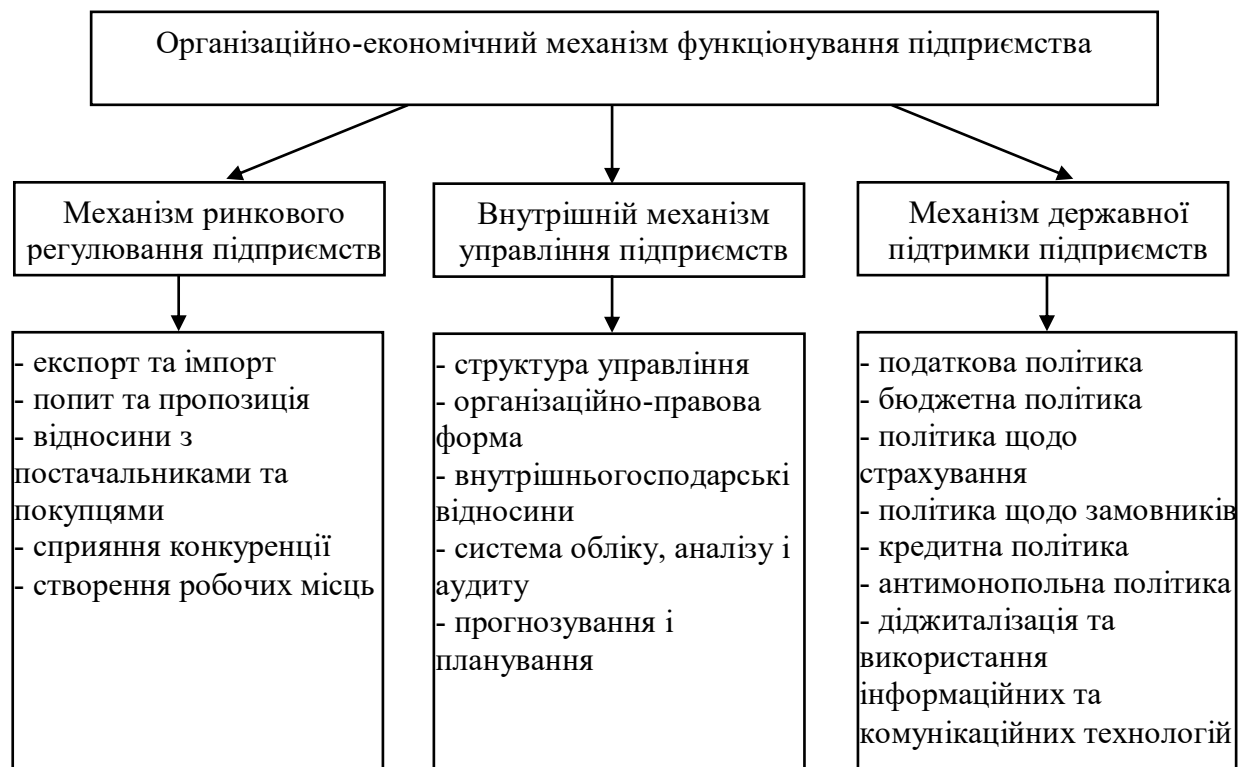 Організаційно-економічний механізм функціонування підприємства
Механізм ринкового
регулювання підприємств
- експорт та імпорт
- попит та пропозиція
- відносини з
постачальниками та
покупцями
- сприяння конкуренції
- створення робочих місць
Внутрішній механізм
управління підприємств
- структура управління
- організаційно-правова
форма
- внутрішньогосподарські
відносини
- система обліку, аналізу і
аудиту
- прогнозування і
планування
Механізм державної
підтримки підприємств
- податкова політика
- бюджетна політика
- політика щодо
страхування
- політика щодо замовників
- кредитна політика
- антимонопольна політика
- діджиталізація та
використання
інформаційних та
комунікаційних технологій